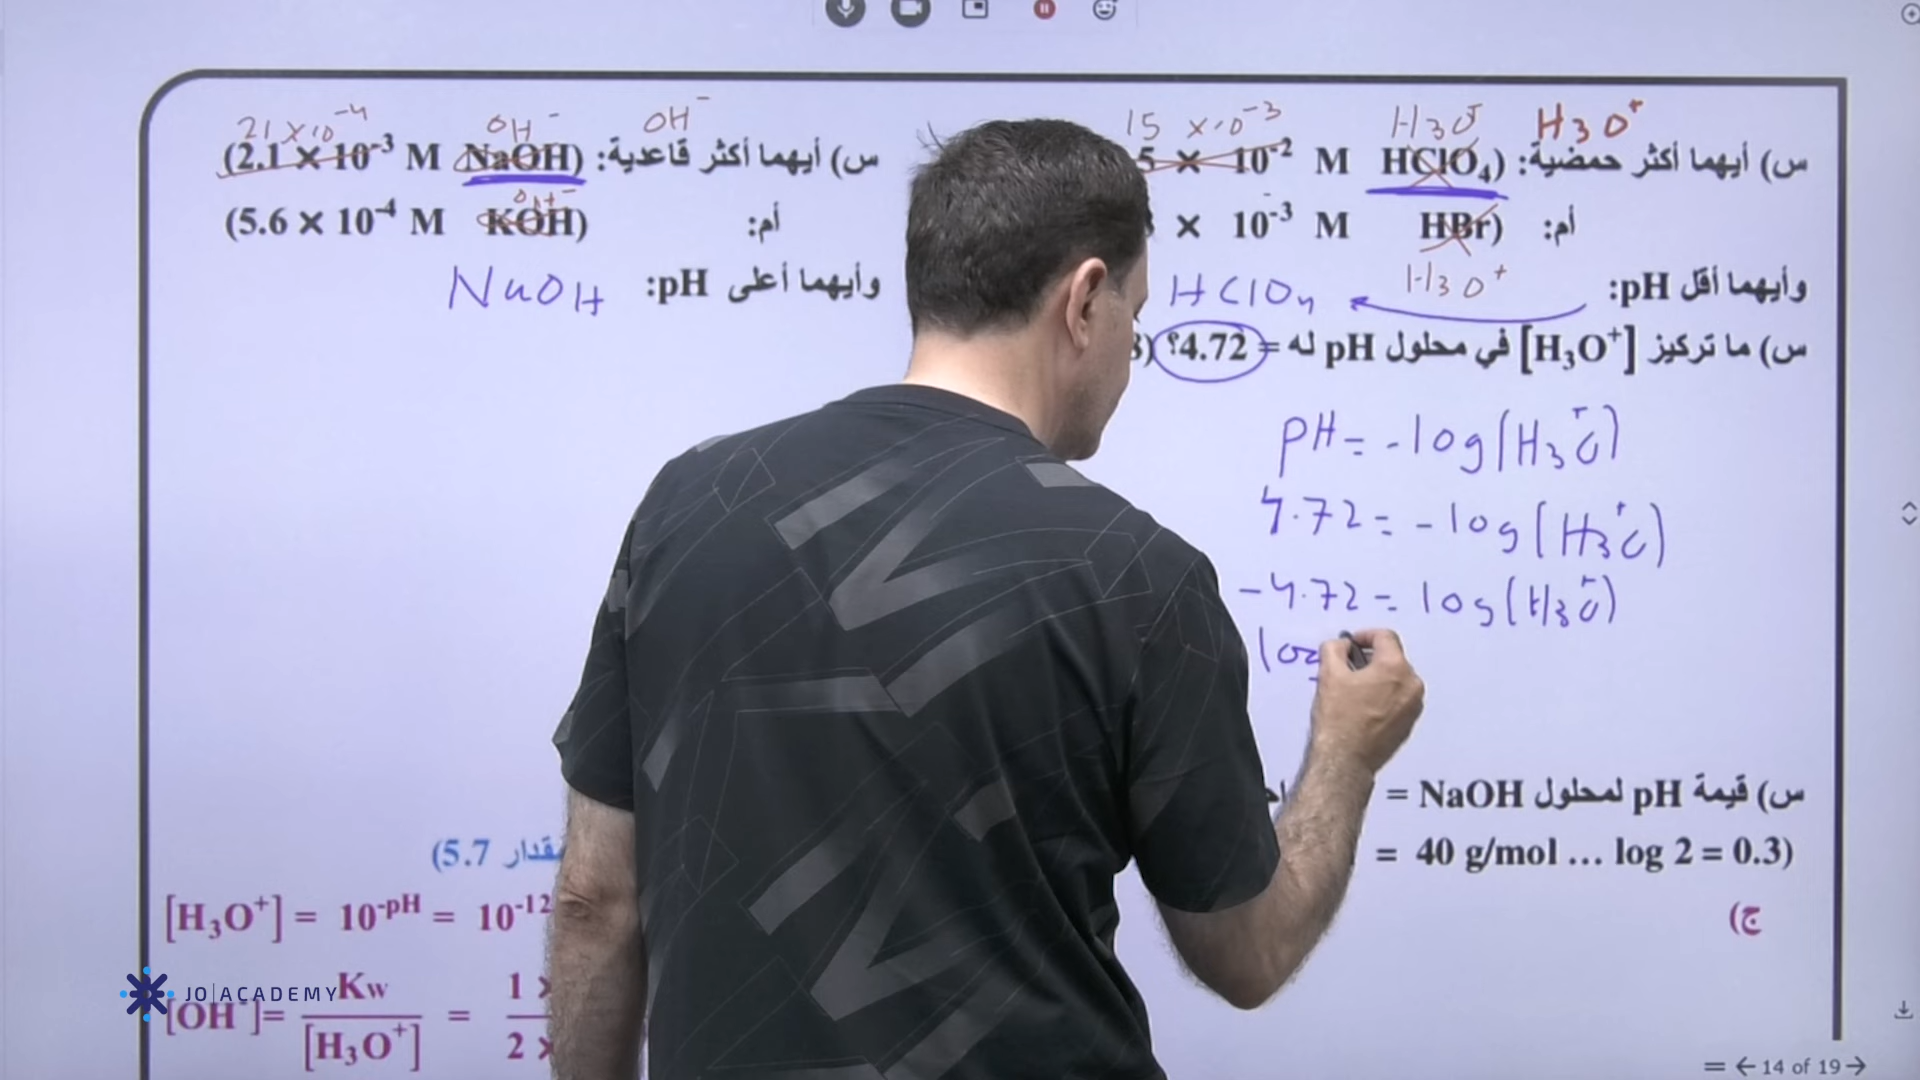 15 × 10⁻³ H3O⁺ H3O⁺
س) أيهما أكثر حمضية: (HClO₄ M 10⁻² × 5
أم: (HBr M 10⁻³ ×
H3O⁺
وأيهما أقل pH: HClO4
س) ما تركيز [H₃O⁺] في محلول pH له = 4.72؟
pH = -log(H3O⁺)
4.72 = -log(H3O⁺)
-4.72 = log(H3O⁺)
س) قيمة pH لمحلول NaOH =
= 40 g/mol … log 2 = 0.3)
ج)
21 × 10⁻⁴ OH⁻ OH⁻
س) أيهما أكثر قاعدية: (2.1 × 10⁻³ M NaOH)
OH⁻
أم: (5.6 × 10⁻⁴ M KOH)
وأيهما أعلى pH: NaOH
5.7)
[H₃O⁺] = 10⁻ᵖᴴ = 10⁻¹²
[OH⁻] = Kw / [H₃O⁺] = 1 × / 2 ×
JO|ACADEMY
14 of 19